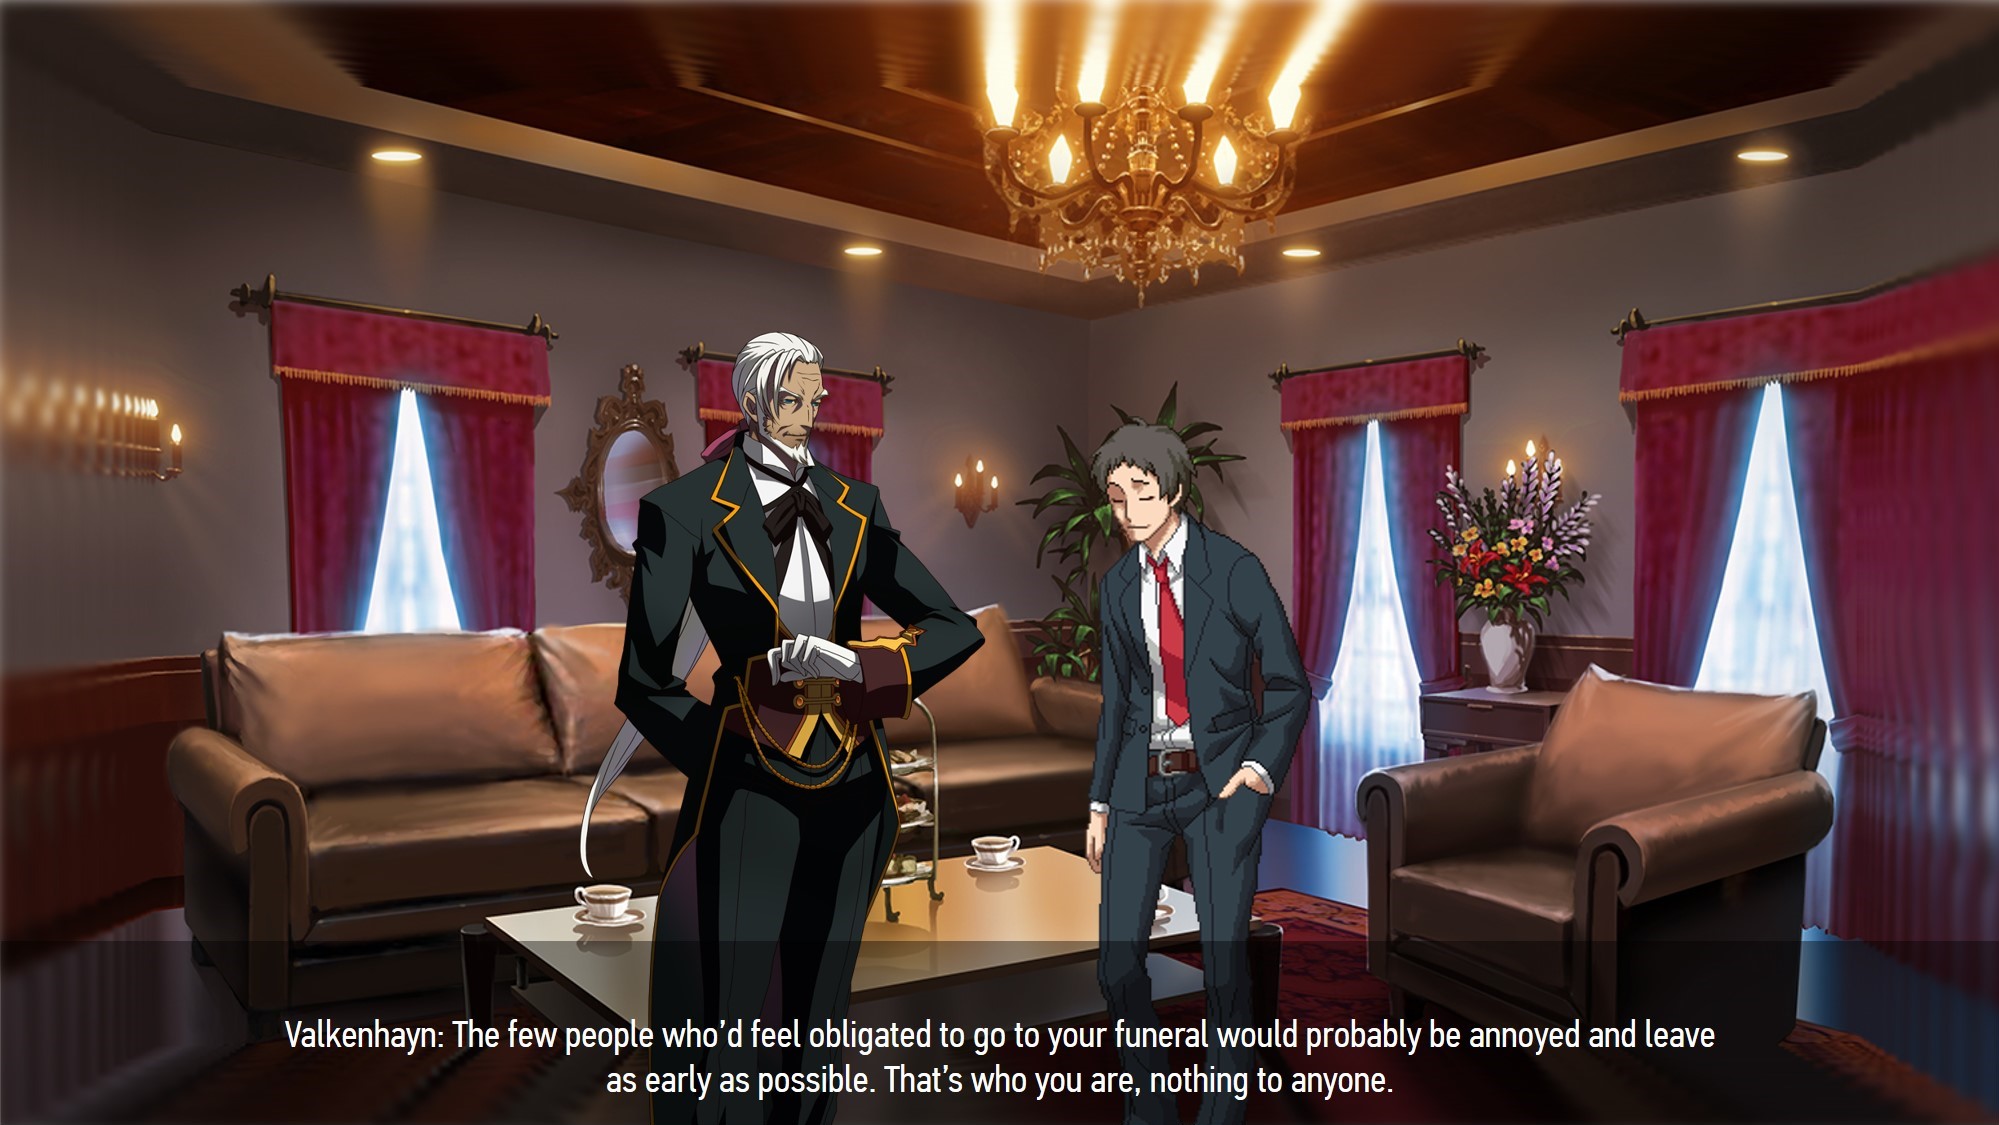 Valkenhayn: The few people who’d feel obligated to go to your funeral would probably be annoyed and leave
as early as possible. That’s who you are, nothing to anyone.